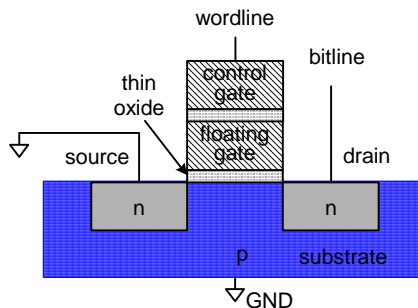 wordline
control
gate
bitline
thin
oxide
floating
gate
source
drain
n
n
p
substrate
GND